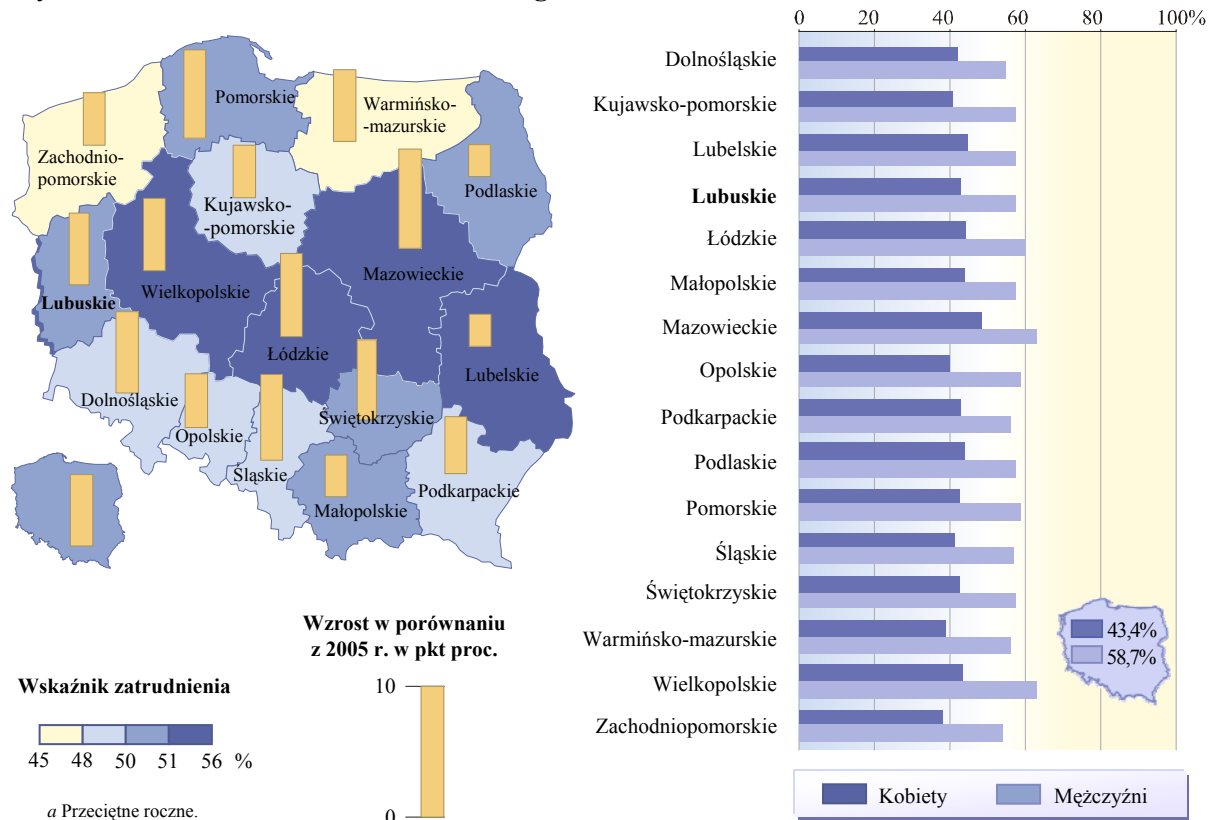 Pomorskie
Warmińsko-
-mazurskie
Zachodnio-
pomorskie
Podlaskie
Kujawsko-
-pomorskie
Mazowieckie
Wielkopolskie
Lubuskie
Łódzkie
Lubelskie
Dolnośląskie
Świętokrzyskie
Opolskie
Śląskie
Podkarpackie
Małopolskie
Wzrost w porównaniu
z 2005 r. w pkt proc.
10
0
Wskaźnik zatrudnienia
45 48 50 51 56 %
a Przeciętne roczne.
0 20 40 60 80 100%
Dolnośląskie
Kujawsko-pomorskie
Lubelskie
Lubuskie
Łódzkie
Małopolskie
Mazowieckie
Opolskie
Podkarpackie
Podlaskie
Pomorskie
Śląskie
Świętokrzyskie
Warmińsko-mazurskie
Wielkopolskie
Zachodniopomorskie
43,4%
58,7%
Kobiety Mężczyźni